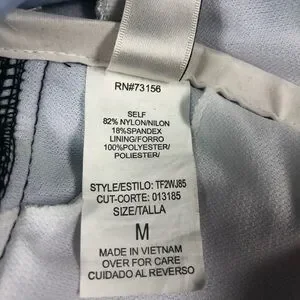 RN#73156
SELF
82% NYLON/NILON
18%SPANDEX
LINING/FORRO
100%POLYESTER/
POLIESTER/
STYLE/ESTILO: TF2WJ85
CUT-CORTE: 013185
SIZE/TALLA
M
MADE IN VIETNAM
OVER FOR CARE
CUIDADO AL REVERSO